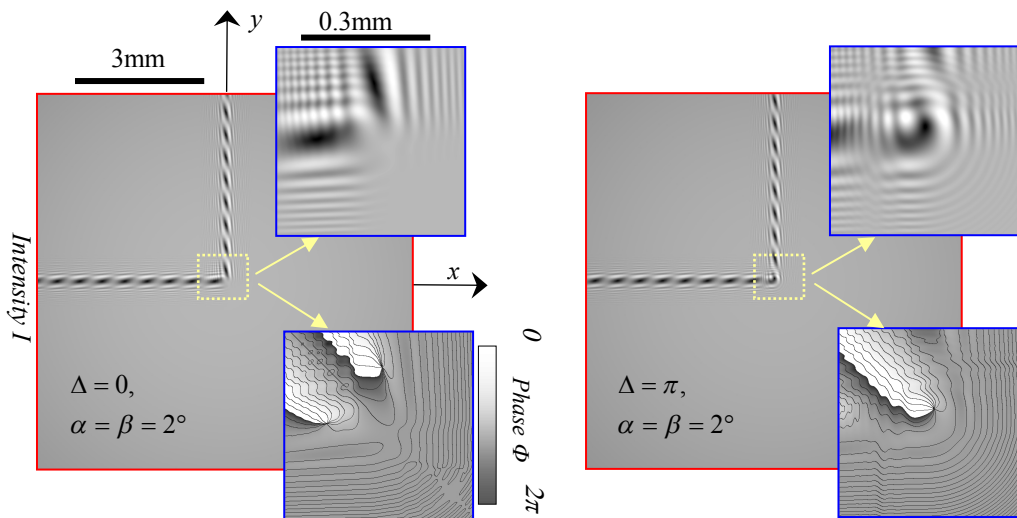 y
0.3mm
3mm
x
Intensity I
Δ = 0,
α = β = 2°
0
Phase Φ
2π
Δ = π,
α = β = 2°